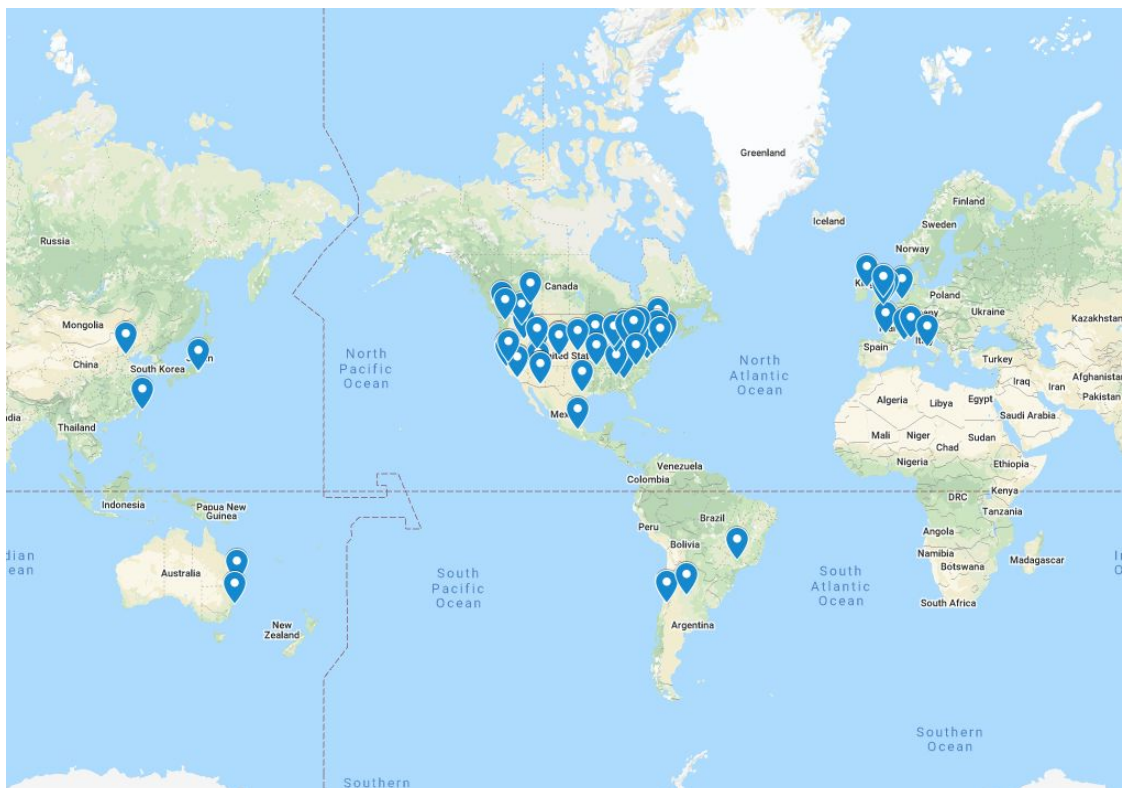 Greenland
Finland
Iceland
Sweden
Norway
Russia
Canada
Poland
Ukraine
Kazakhstan
Mongolia
Spain
Italy
Turkey
China
South Korea
North
Pacific
Ocean
United States
North
Atlantic
Ocean
Iraq
Iran
Afghanistan
Pakistan
Algeria
Libya
Egypt
Saudi Arabia
Thailand
Mali
Niger
Chad
Sudan
Nigeria
Ethiopia
Venezuela
Colombia
Indonesia
Papua New
Guinea
DRC
Kenya
Tanzania
Peru
Brazil
Bolivia
Angola
Namibia
Botswana
Madagascar
Australia
South
Pacific
Ocean
South
Atlantic
Ocean
South Africa
New
Zealand
Argentina
Southern
Ocean
Southern